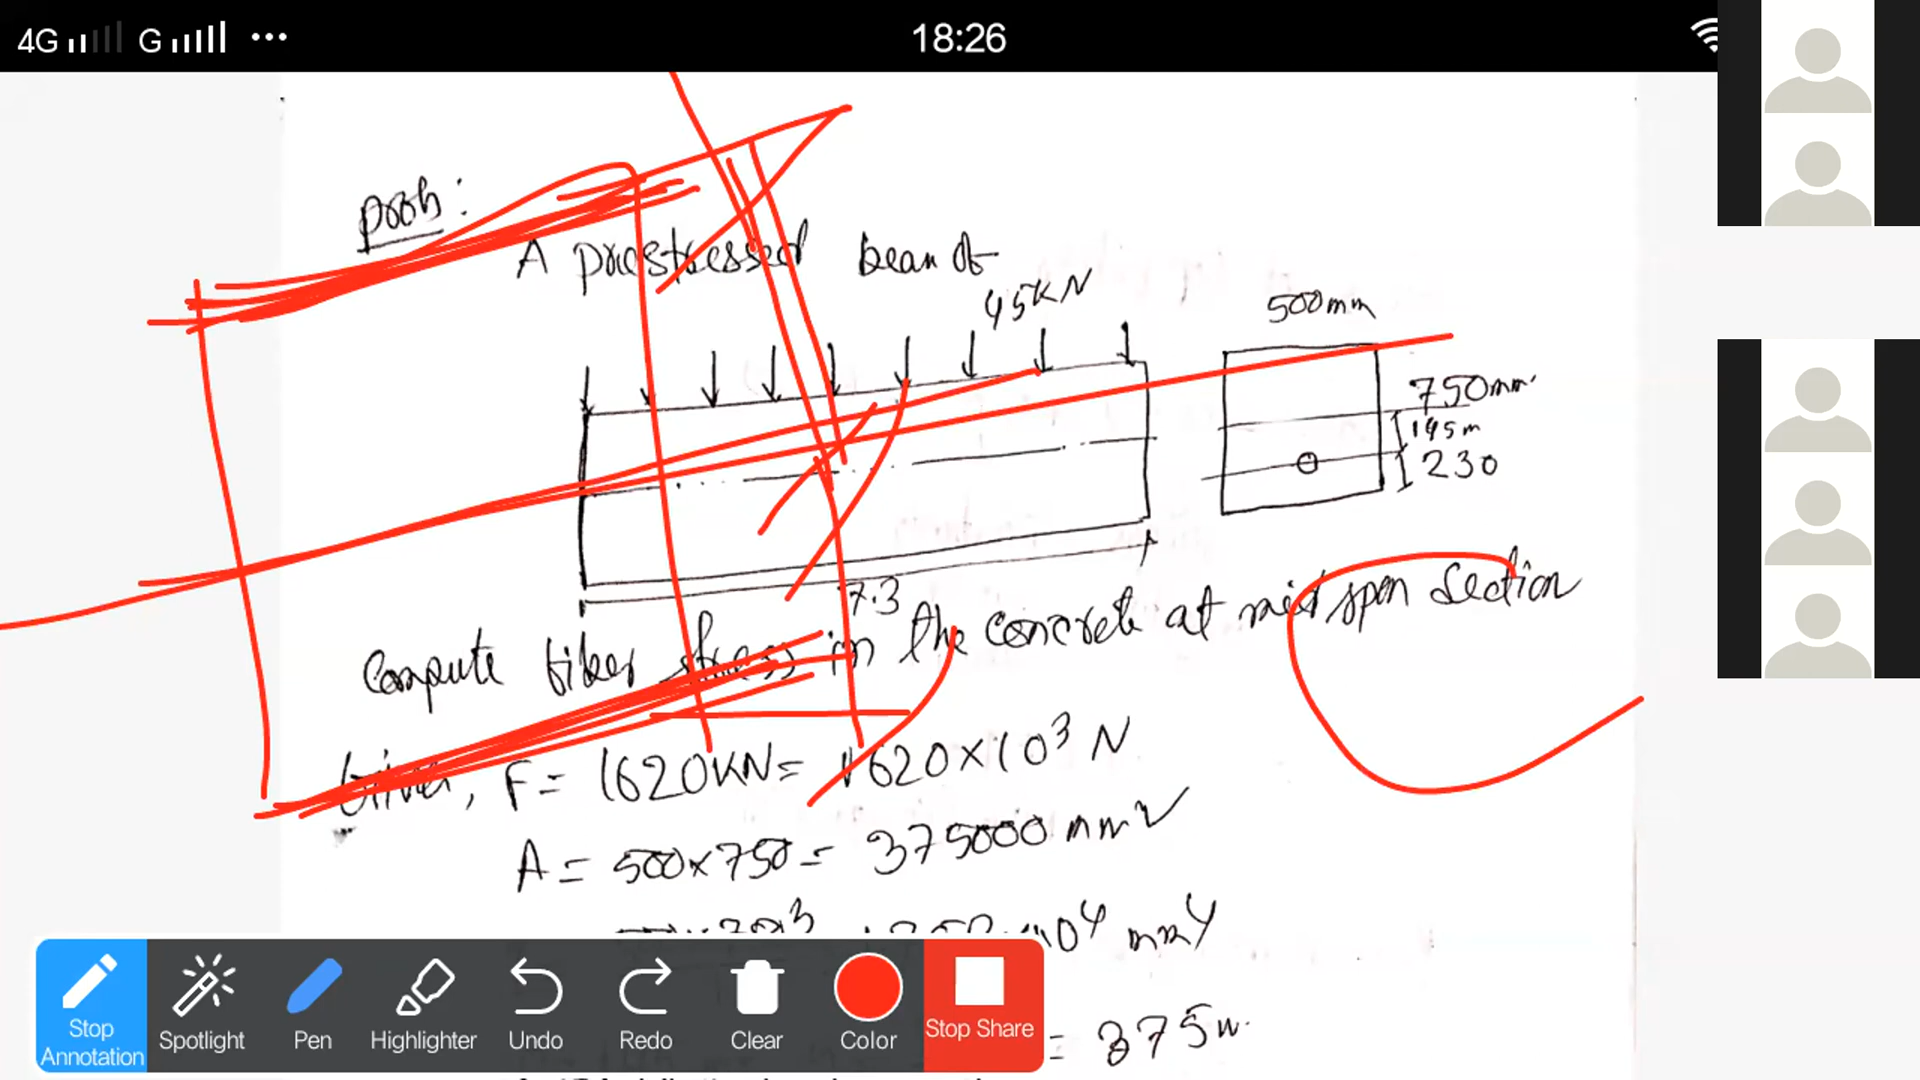 4G G ... 18:26
prob:
A prestressed beam of
45KN
500mm
750mm
145m
230
7.3
Compute fiber stress in the concrete at mid span section
Given, F = 1620KN = 1620×10³ N
A = 500×750 = 375000 mm²
10⁴ mm⁴
= 375m
Stop Annotation
Spotlight
Pen
Highlighter
Undo
Redo
Clear
Color
Stop Share